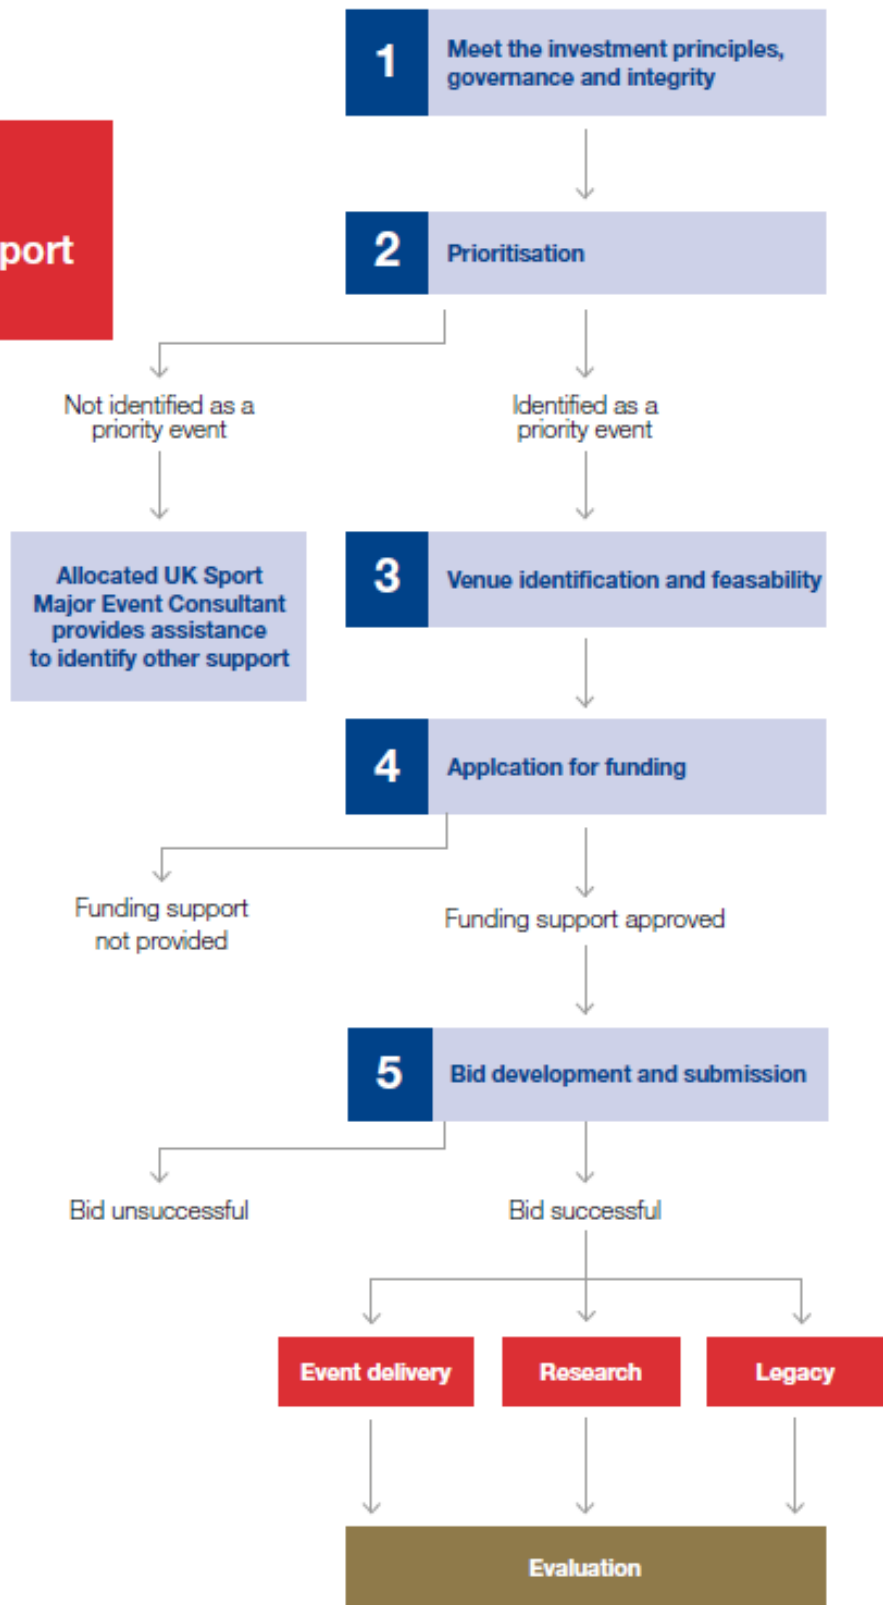 1
Meet the investment principles,
governance and integrity
port
2
Prioritisation
Not identified as a
priority event
Identified as a
priority event
Allocated UK Sport
Major Event Consultant
provides assistance
to identify other support
3
Venue identification and feasability
4
Applcation for funding
Funding support
not provided
Funding support approved
5
Bid development and submission
Bid unsuccessful
Bid successful
Event delivery
Research
Legacy
Evaluation